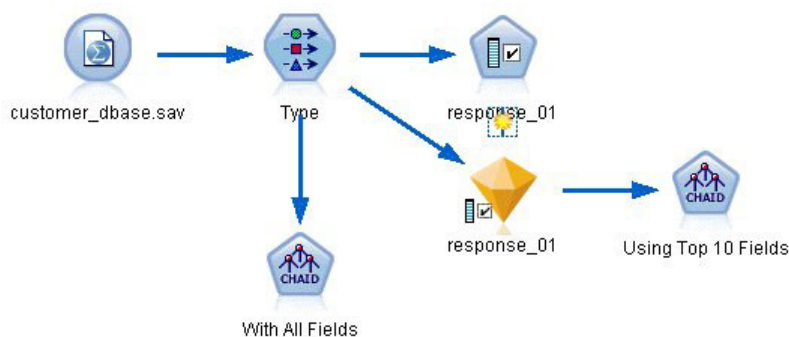 customer_dbase.sav
Type
response_01
CHAID
With All Fields
response_01
CHAID
Using Top 10 Fields